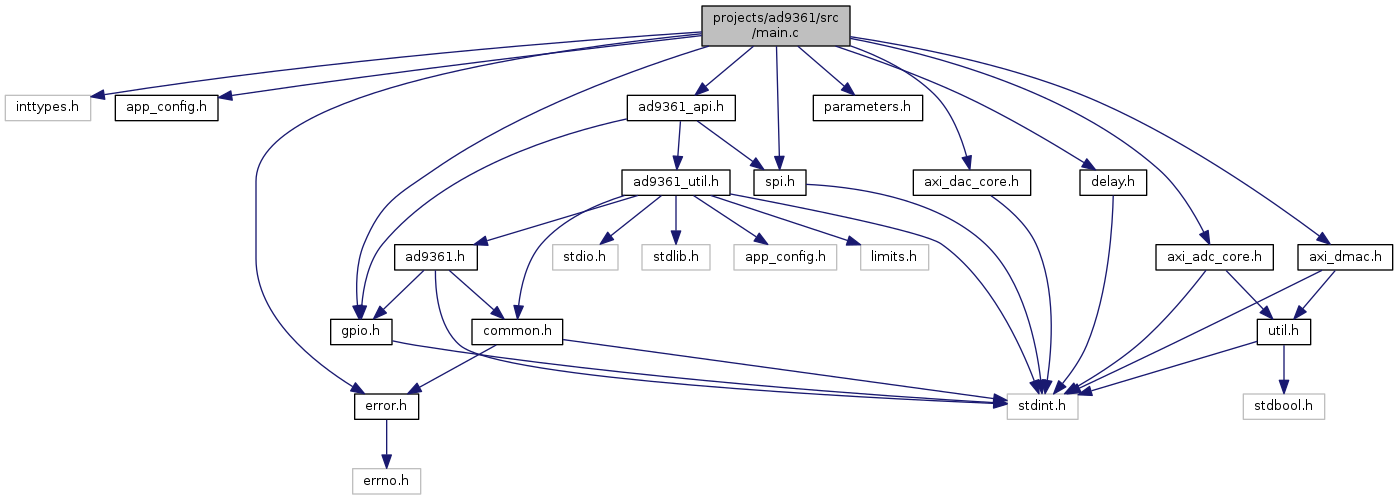 projects/ad9361/src
/main.c
inttypes.h
app_config.h
ad9361_api.h
parameters.h
ad9361_util.h
spi.h
axi_dac_core.h
delay.h
ad9361.h
stdio.h
stdlib.h
app_config.h
limits.h
axi_adc_core.h
axi_dmac.h
gpio.h
common.h
util.h
error.h
stdint.h
stdbool.h
errno.h